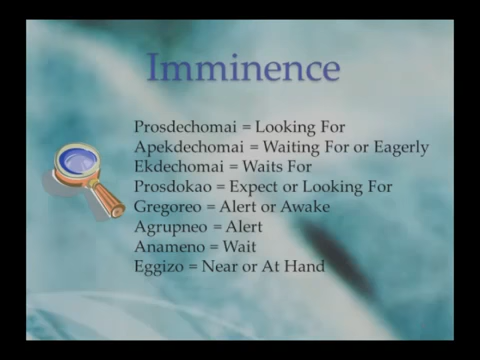 Imminence
Prosdechomai = Looking For
Apekdechomai = Waiting For or Eagerly
Ekdechomai = Waits For
Prosdokao = Expect or Looking For
Gregoreo = Alert or Awake
Agrupneo = Alert
Anameno = Wait
Eggizo = Near or At Hand